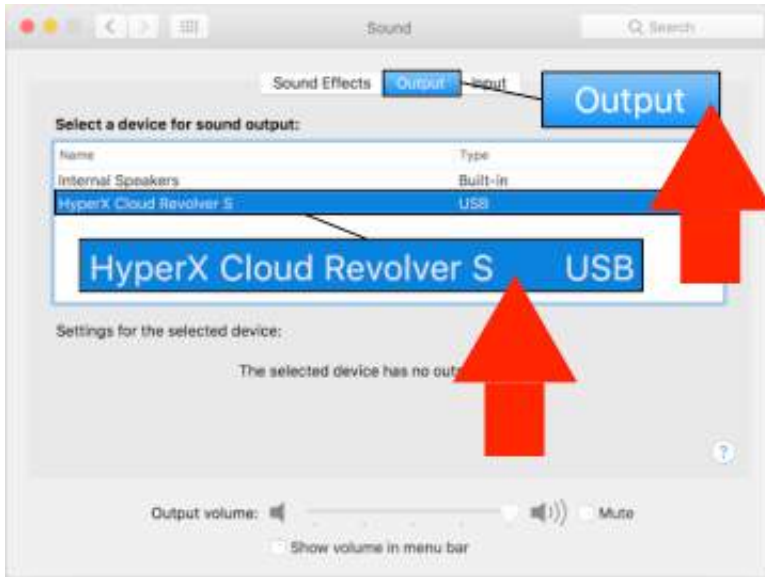 Sound
Search
Sound Effects Output Input
Output
Select a device for sound output:
Name Type
Internal Speakers Built-in
HyperX Cloud Revolver S USB
HyperX Cloud Revolver S USB
Settings for the selected device:
The selected device has no
?
Output volume: Mute
Show volume in menu bar